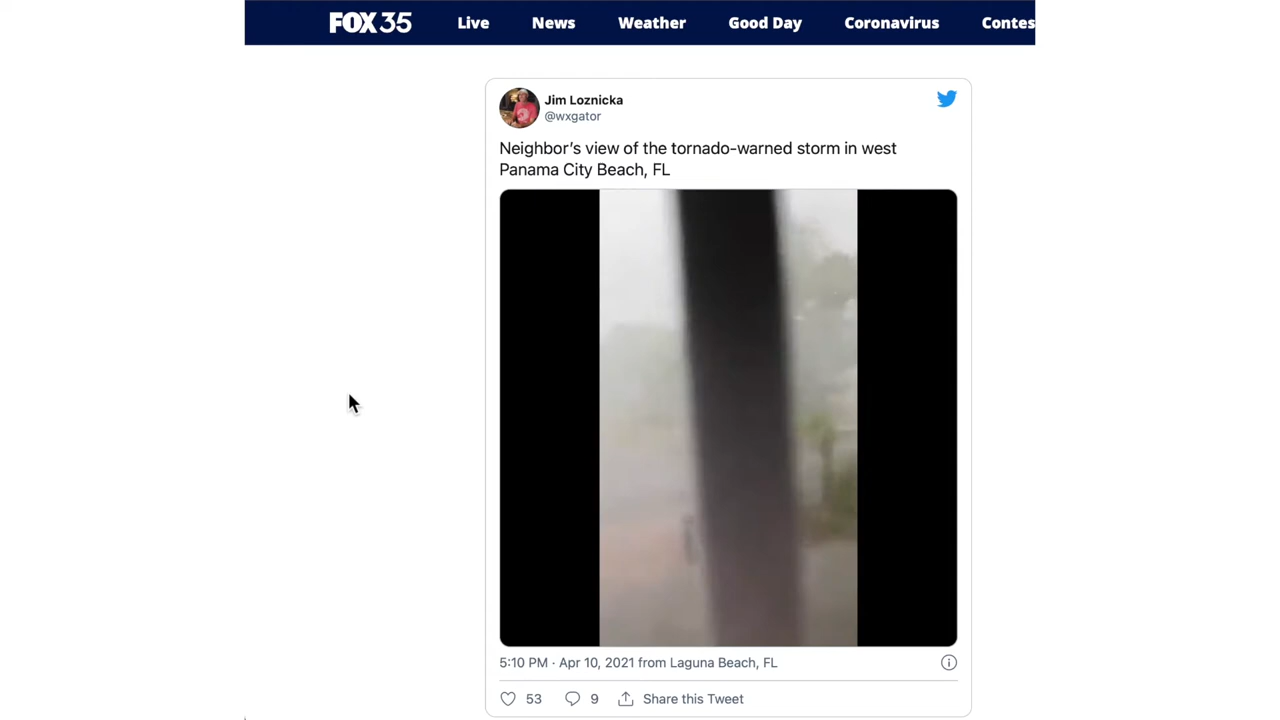 FOX 35 Live News Weather Good Day Coronavirus Contes
Jim Loznicka
@wxgator
Neighbor's view of the tornado-warned storm in west
Panama City Beach, FL
5:10 PM · Apr 10, 2021 from Laguna Beach, FL
53 9 Share this Tweet